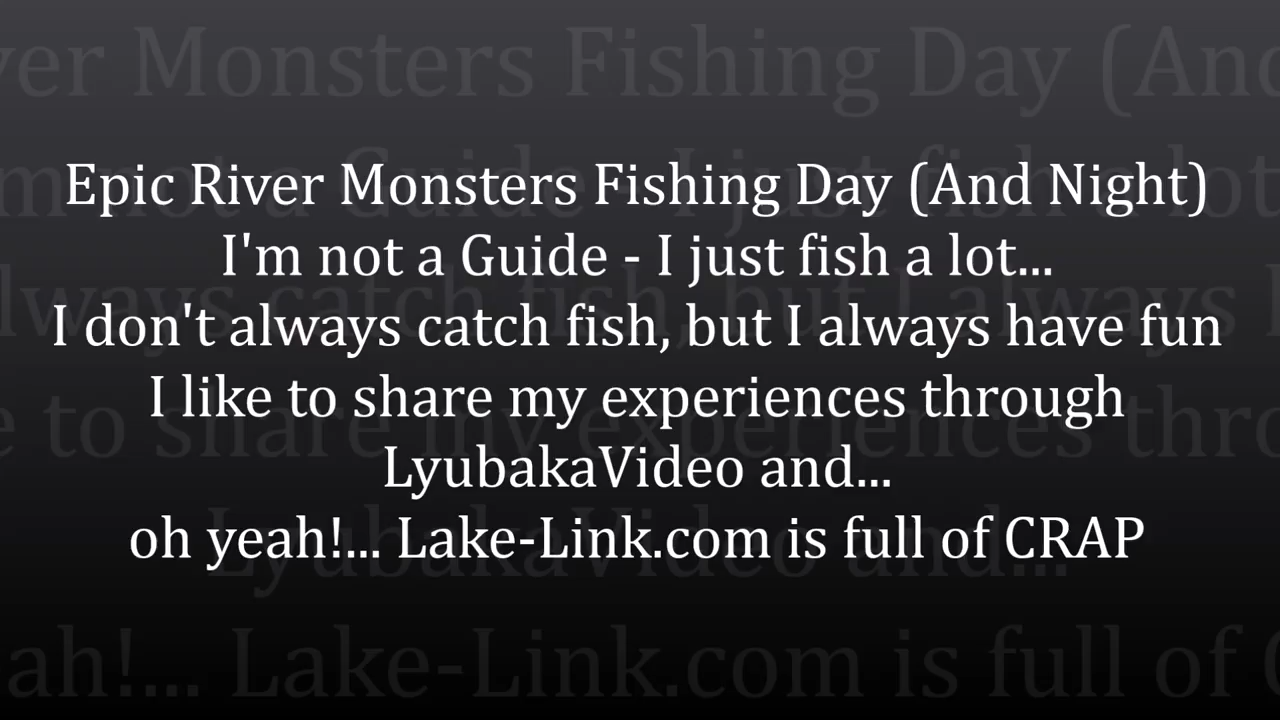 Epic River Monsters Fishing Day (And Night)
I'm not a Guide - I just fish a lot...
I don't always catch fish, but I always have fun
I like to share my experiences through
LyubakaVideo and...
oh yeah!... Lake-Link.com is full of CRAP